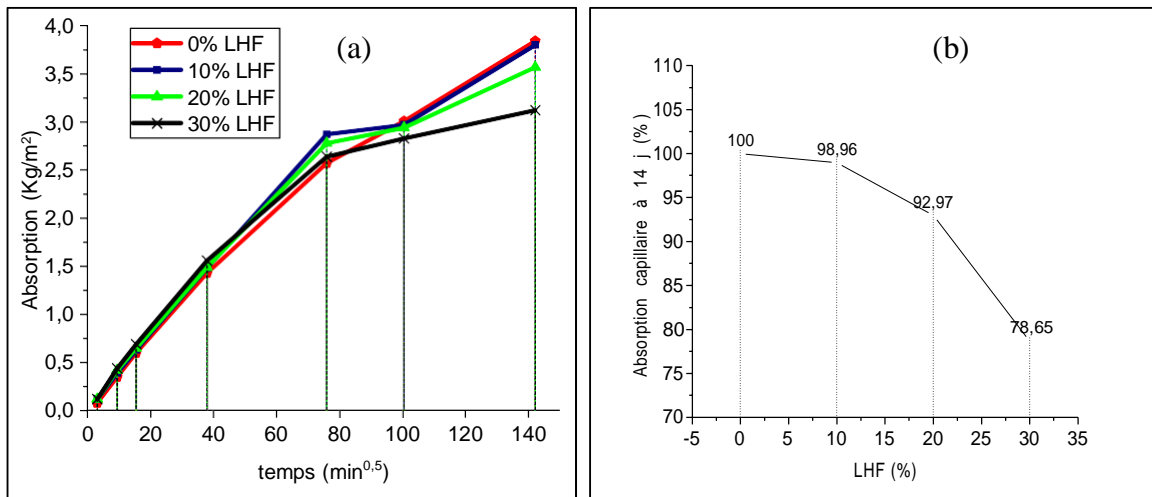 (a)
0% LHF
10% LHF
20% LHF
30% LHF
Absorption (Kg/m²)
4,0
3,5
3,0
2,5
2,0
1,5
1,0
0,5
0,0
0 20 40 60 80 100 120 140
temps (min^0,5)
(b)
Absorption capillaire à 14 j (%)
110
105
100
95
90
85
80
75
70
100
98,96
92,97
78,65
-5 0 5 10 15 20 25 30 35
LHF (%)